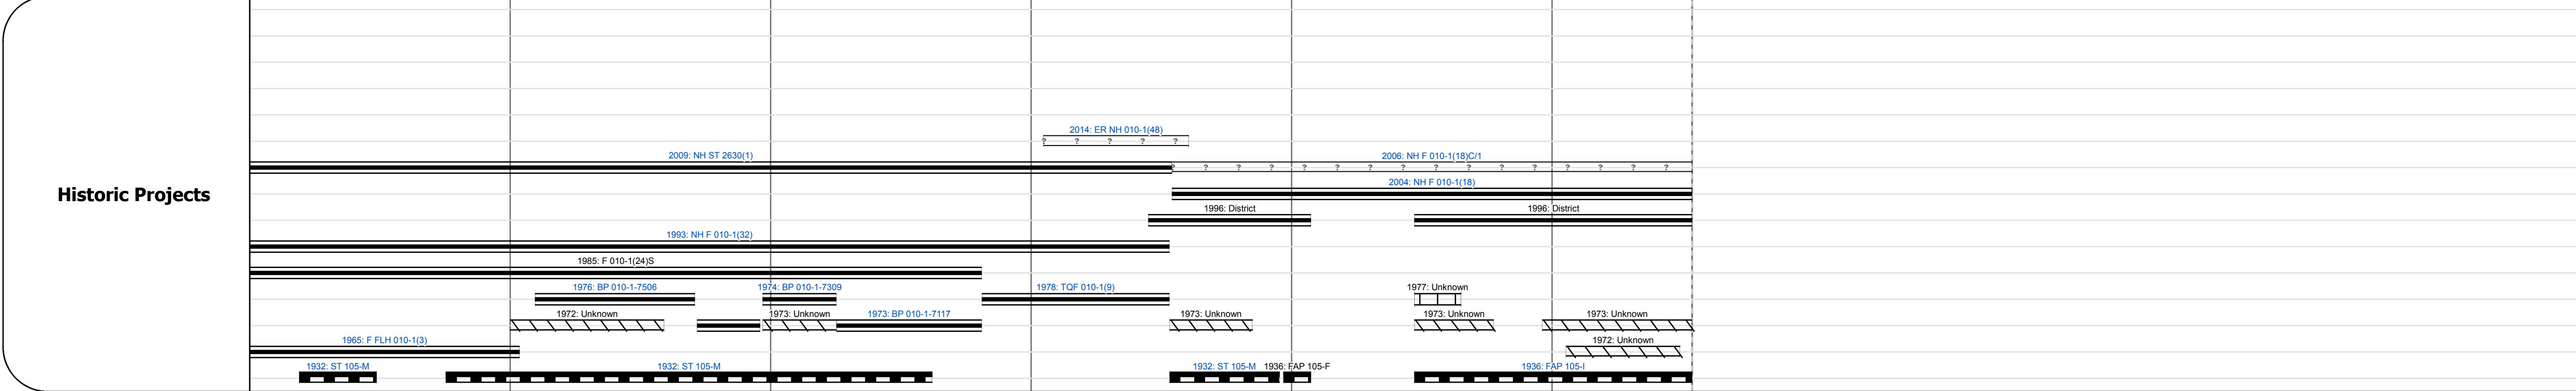 2014: ER NH 010-1(48)
? ? ? ? ?
2009: NH ST 2630(1) 2006: NH F 010-1(18)C/1
? ? ? ? ? ? ? ? ? ? ? ? ? ? ? ?
2004: NH F 010-1(18)
Historic Projects
1996: District 1996: District
1993: NH F 010-1(32)
1985: F 010-1(24)S
1976: BP 010-1-7506 1974: BP 010-1-7309 1978: TQF 010-1(9) 1977: Unknown
1972: Unknown 1973: Unknown 1973: BP 010-1-7117 1973: Unknown 1973: Unknown 1973: Unknown
1965: F FLH 010-1(3) 1972: Unknown
1932: ST 105-M 1932: ST 105-M 1932: ST 105-M 1936: FAP 105-F 1936: FAP 105-I